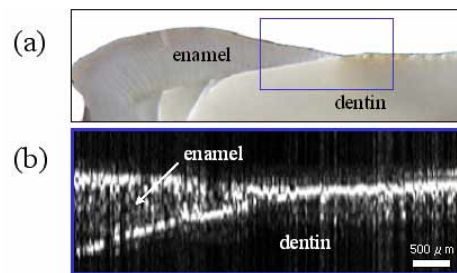 (a)
enamel
dentin
(b)
enamel
dentin
500 μm